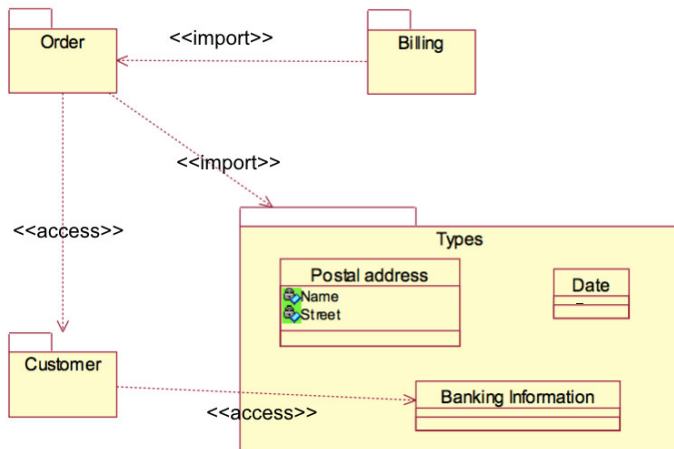 Order
<<import>>
Billing
<<import>>
<<access>>
Types
Postal address
Name
Street
Date
Customer
Banking Information
<<access>>